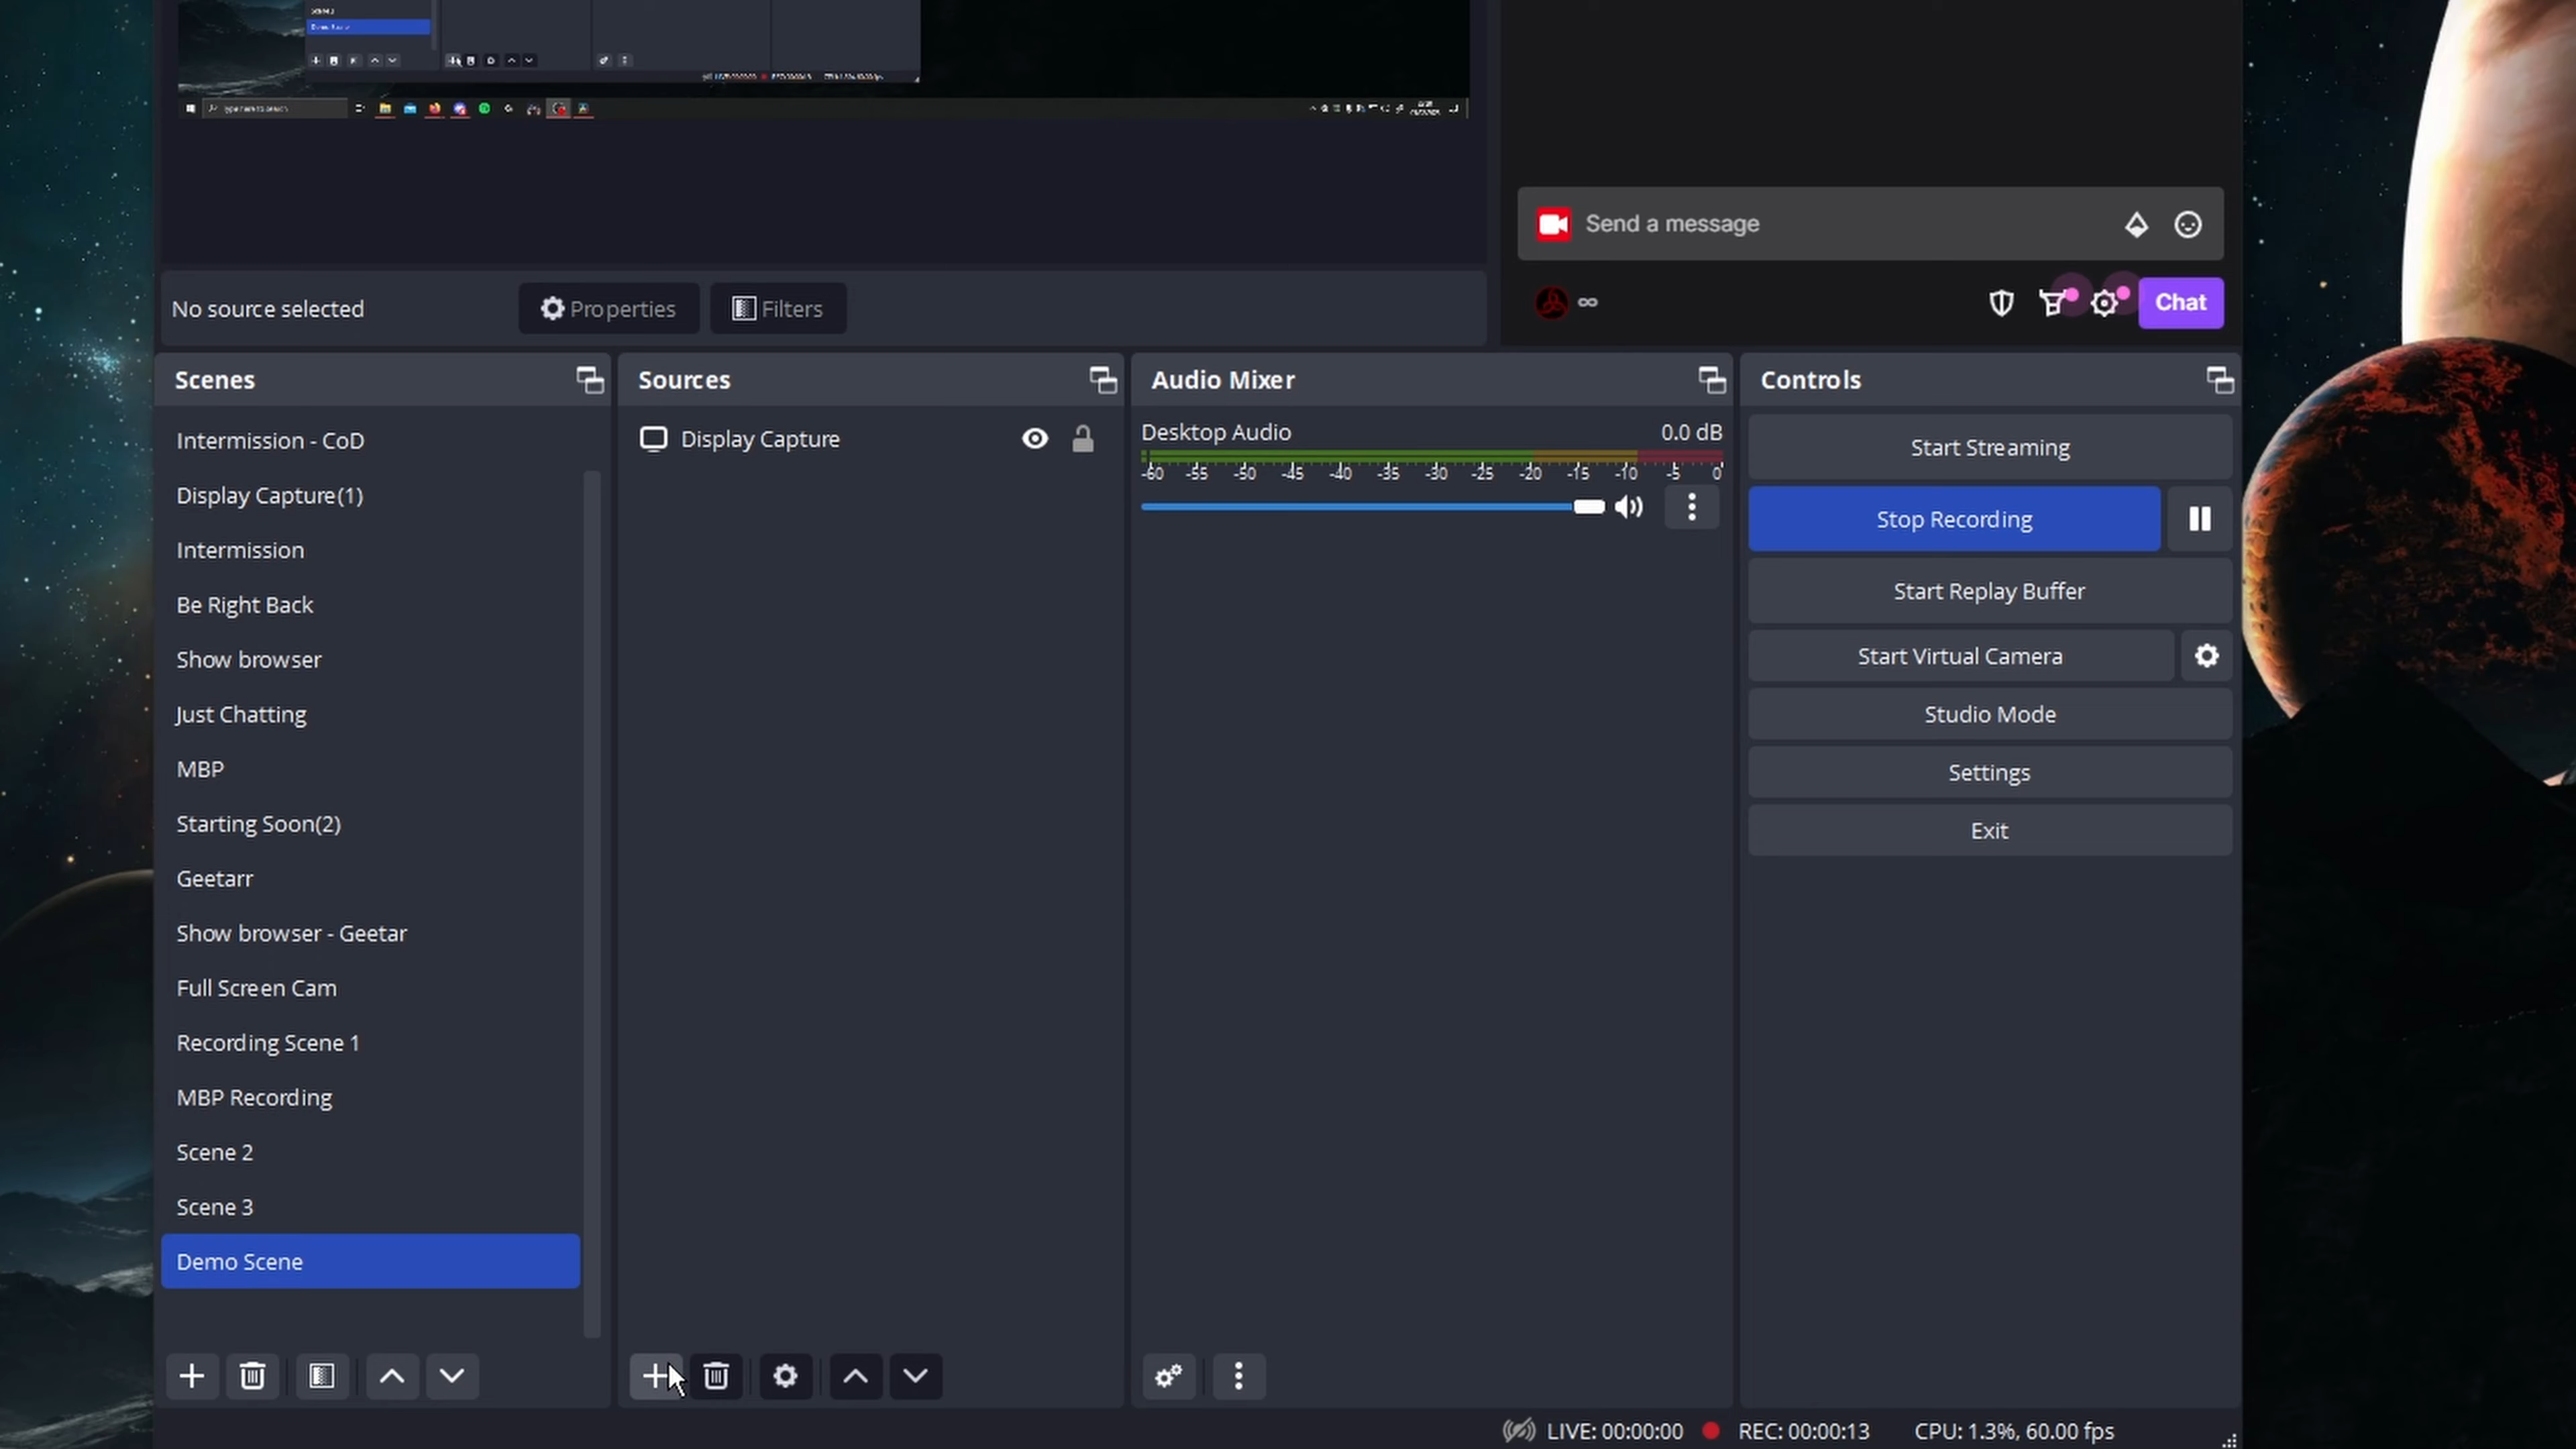 Type here to search
Send a message
∞
Chat
No source selected
Properties
Filters
Scenes
Intermission - CoD
Display Capture(1)
Intermission
Be Right Back
Show browser
Just Chatting
MBP
Starting Soon(2)
Geetarr
Show browser - Geetar
Full Screen Cam
Recording Scene 1
MBP Recording
Scene 2
Scene 3
Demo Scene
Sources
Display Capture
Audio Mixer
Desktop Audio 0.0 dB
-60 -55 -50 -45 -40 -35 -30 -25 -20 -15 -10 -5 0
Controls
Start Streaming
Stop Recording
Start Replay Buffer
Start Virtual Camera
Studio Mode
Settings
Exit
LIVE: 00:00:00 REC: 00:00:13 CPU: 1.3%, 60.00 fps